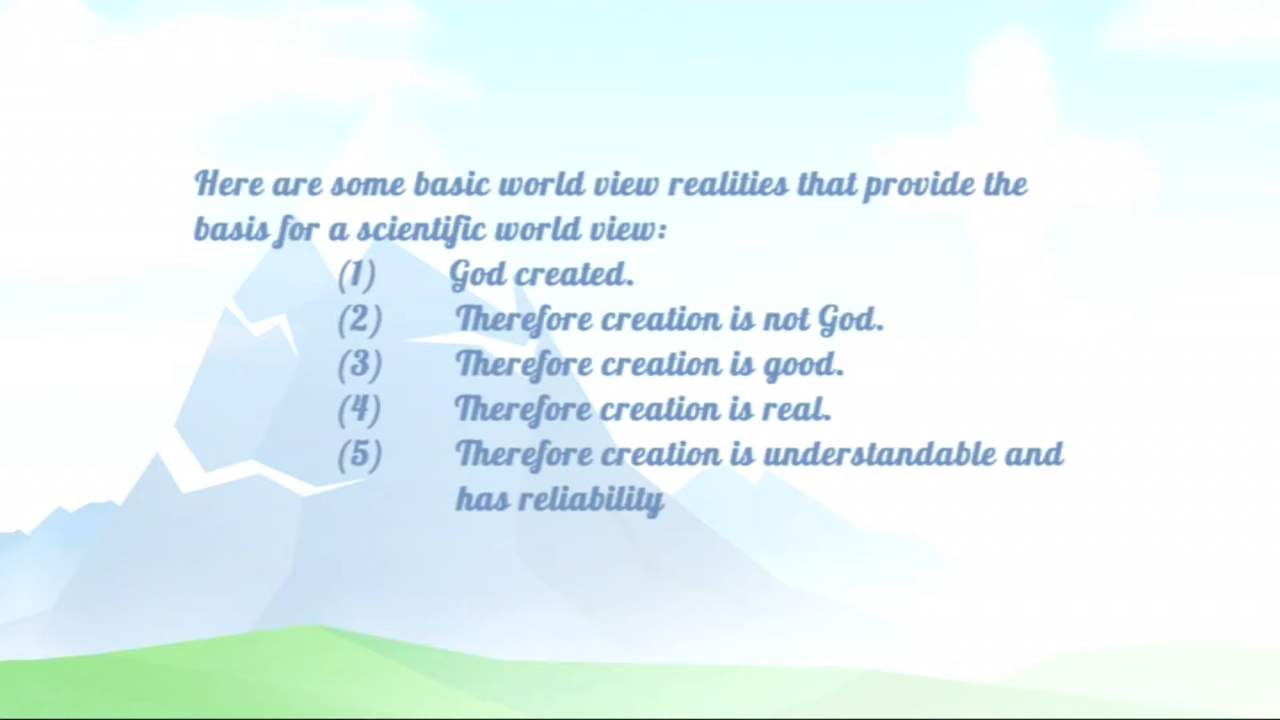 Here are some basic world view realities that provide the
basis for a scientific world view:
(1) God created.
(2) Therefore creation is not God.
(3) Therefore creation is good.
(4) Therefore creation is real.
(5) Therefore creation is understandable and
has reliability